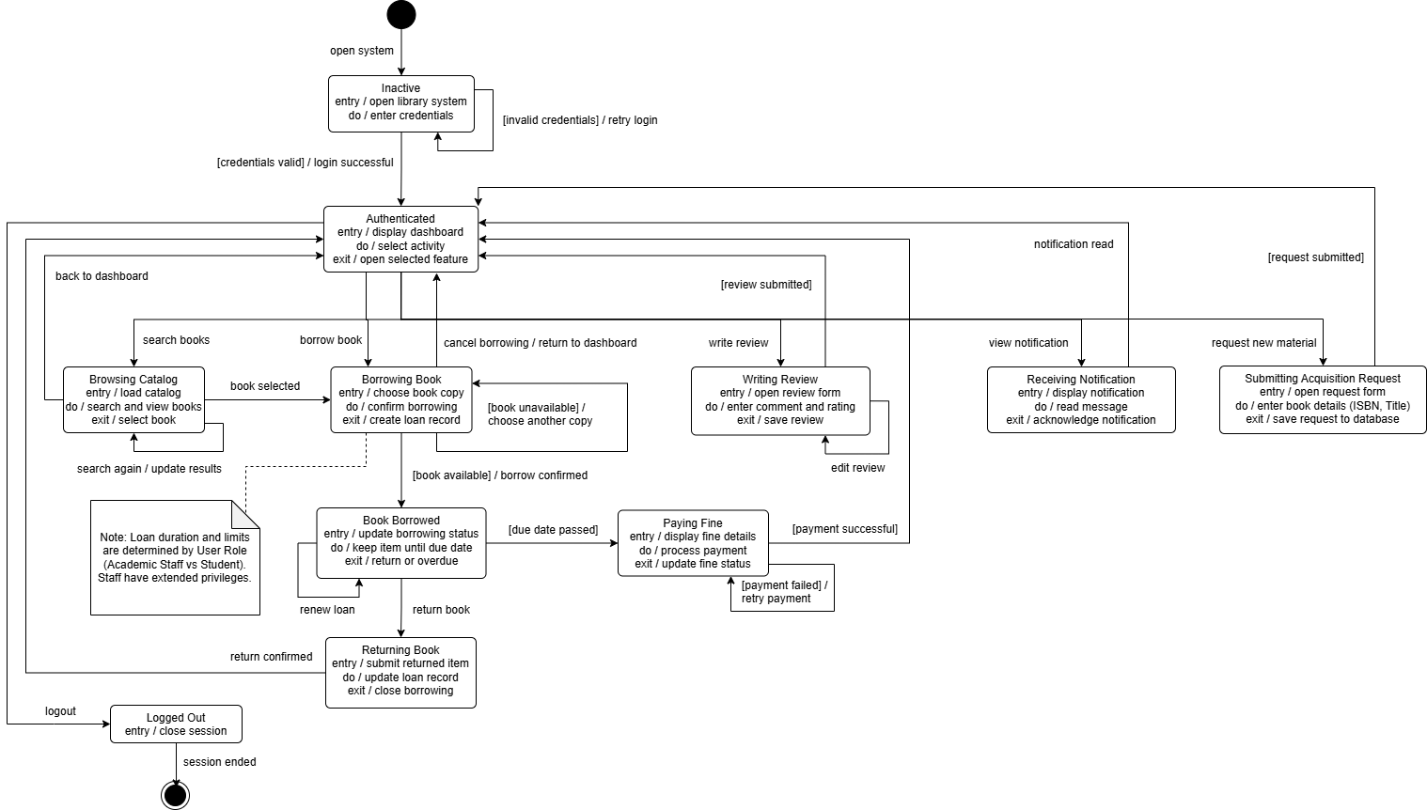 open system
Inactive
entry / open library system
do / enter credentials
[invalid credentials] / retry login
[credentials valid] / login successful
Authenticated
entry / display dashboard
do / select activity
exit / open selected feature
notification read
[request submitted]
back to dashboard
[review submitted]
search books
borrow book
cancel borrowing / return to dashboard
write review
view notification
request new material
Browsing Catalog
entry / load catalog
do / search and view books
exit / select book
book selected
Borrowing Book
entry / choose book copy
do / confirm borrowing
exit / create loan record
[book unavailable] /
choose another copy
Writing Review
entry / open review form
do / enter comment and rating
exit / save review
Receiving Notification
entry / display notification
do / read message
exit / acknowledge notification
Submitting Acquisition Request
entry / open request form
do / enter book details (ISBN, Title)
exit / save request to database
search again / update results
[book available] / borrow confirmed
edit review
Note: Loan duration and limits
are determined by User Role
(Academic Staff vs Student).
Staff have extended privileges.
Book Borrowed
entry / update borrowing status
do / keep item until due date
exit / return or overdue
[due date passed]
Paying Fine
entry / display fine details
do / process payment
exit / update fine status
[payment successful]
[payment failed] /
retry payment
renew loan
return book
Returning Book
entry / submit returned item
do / update loan record
exit / close borrowing
return confirmed
logout
Logged Out
entry / close session
session ended